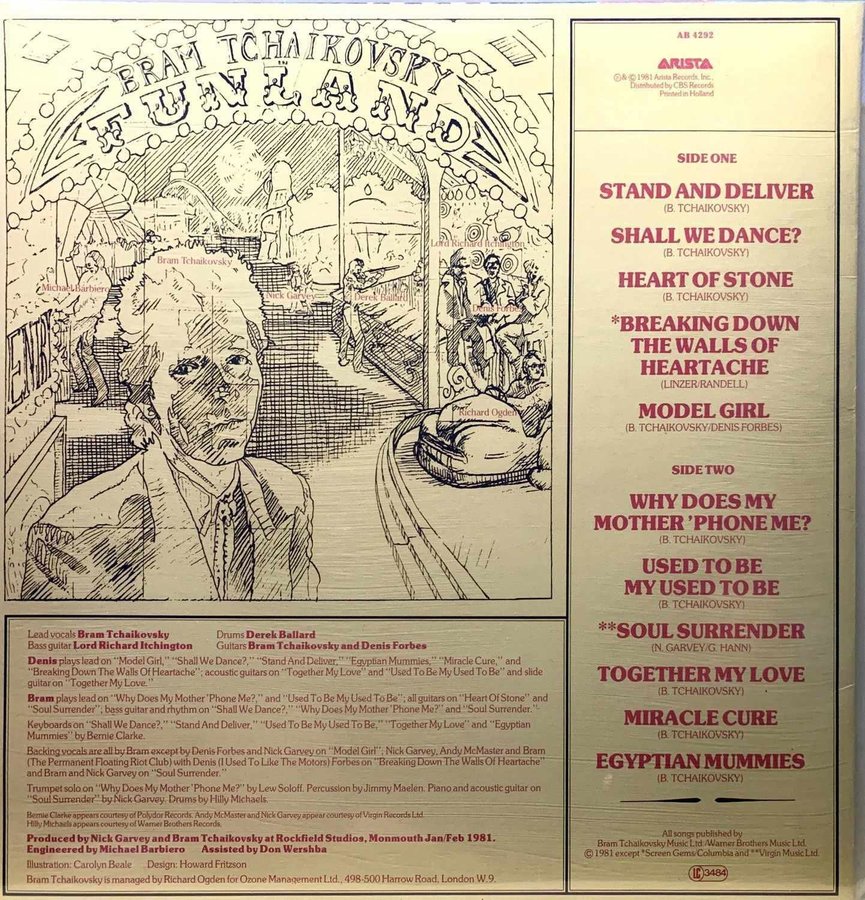 BRAM TCHAIKOVSKY
IN
FUNLAND
Lord Richard Itchington
Bram Tchaikovsky
Michael Barbiero
Nick Garvey
Derek Ballard
Denis Forbes
Richard Ogden
Lead vocals Bram Tchaikovsky
Drums Derek Ballard
Bass guitar Lord Richard Itchington
Guitars Bram Tchaikovsky and Denis Forbes
Denis plays lead on "Model Girl," "Shall We Dance?," "Stand And Deliver," "Egyptian Mummies," "Miracle Cure," and
"Breaking Down The Walls Of Heartache"; acoustic guitars on "Together My Love" and "Used To Be My Used To Be" and slide
guitar on "Together My Love."
Bram plays lead on "Why Does My Mother 'Phone Me?," and "Used To Be My Used To Be"; all guitars on "Heart Of Stone" and
"Soul Surrender"; bass guitar and rhythm on "Shall We Dance?," "Why Does My Mother 'Phone Me?" and "Soul Surrender."
Keyboards on "Shall We Dance?," "Stand And Deliver," "Used To Be My Used To Be," "Together My Love" and "Egyptian
Mummies" by Bernie Clarke.
Backing vocals are all by Bram except by Denis Forbes and Nick Garvey on "Model Girl"; Nick Garvey, Andy McMaster and Bram
(The Permanent Floating Riot Club) with Denis (I Used To Like The Motors) Forbes on "Breaking Down The Walls Of Heartache"
and Bram and Nick Garvey on "Soul Surrender."
Trumpet solo on "Why Does My Mother 'Phone Me?" by Lew Soloff. Percussion by Jimmy Maelen. Piano and acoustic guitar on
"Soul Surrender" by Nick Garvey. Drums by Hilly Michaels.
Bernie Clarke appears courtesy of Polydor Records. Andy McMaster and Nick Garvey appear courtesy of Virgin Records Ltd.
Hilly Michaels appears courtesy of Warner Brothers Records.
Produced by Nick Garvey and Bram Tchaikovsky at Rockfield Studios, Monmouth Jan/Feb 1981.
Engineered by Michael Barbiero Assisted by Don Wershba
Illustration: Carolyn Beale Design: Howard Fritzson
Bram Tchaikovsky is managed by Richard Ogden for Ozone Management Ltd., 498-500 Harrow Road, London W.9.
AB 4292
ARISTA
℗ & © 1981 Arista Records, Inc.
Distributed by CBS Records
Printed in Holland
SIDE ONE
STAND AND DELIVER
(B. TCHAIKOVSKY)
SHALL WE DANCE?
(B. TCHAIKOVSKY)
HEART OF STONE
(B. TCHAIKOVSKY)
*BREAKING DOWN
THE WALLS OF
HEARTACHE
(LINZER/RANDELL)
MODEL GIRL
(B. TCHAIKOVSKY/DENIS FORBES)
SIDE TWO
WHY DOES MY
MOTHER 'PHONE ME?
(B. TCHAIKOVSKY)
USED TO BE
MY USED TO BE
(B. TCHAIKOVSKY)
**SOUL SURRENDER
(N. GARVEY/G. HANN)
TOGETHER MY LOVE
(B. TCHAIKOVSKY)
MIRACLE CURE
(B. TCHAIKOVSKY)
EGYPTIAN MUMMIES
(B. TCHAIKOVSKY)
All songs published by
Bram Tchaikovsky Music Ltd./Warner Brothers Music Ltd.
© 1981 except *Screen Gems/Columbia and **Virgin Music Ltd.
LC 3484